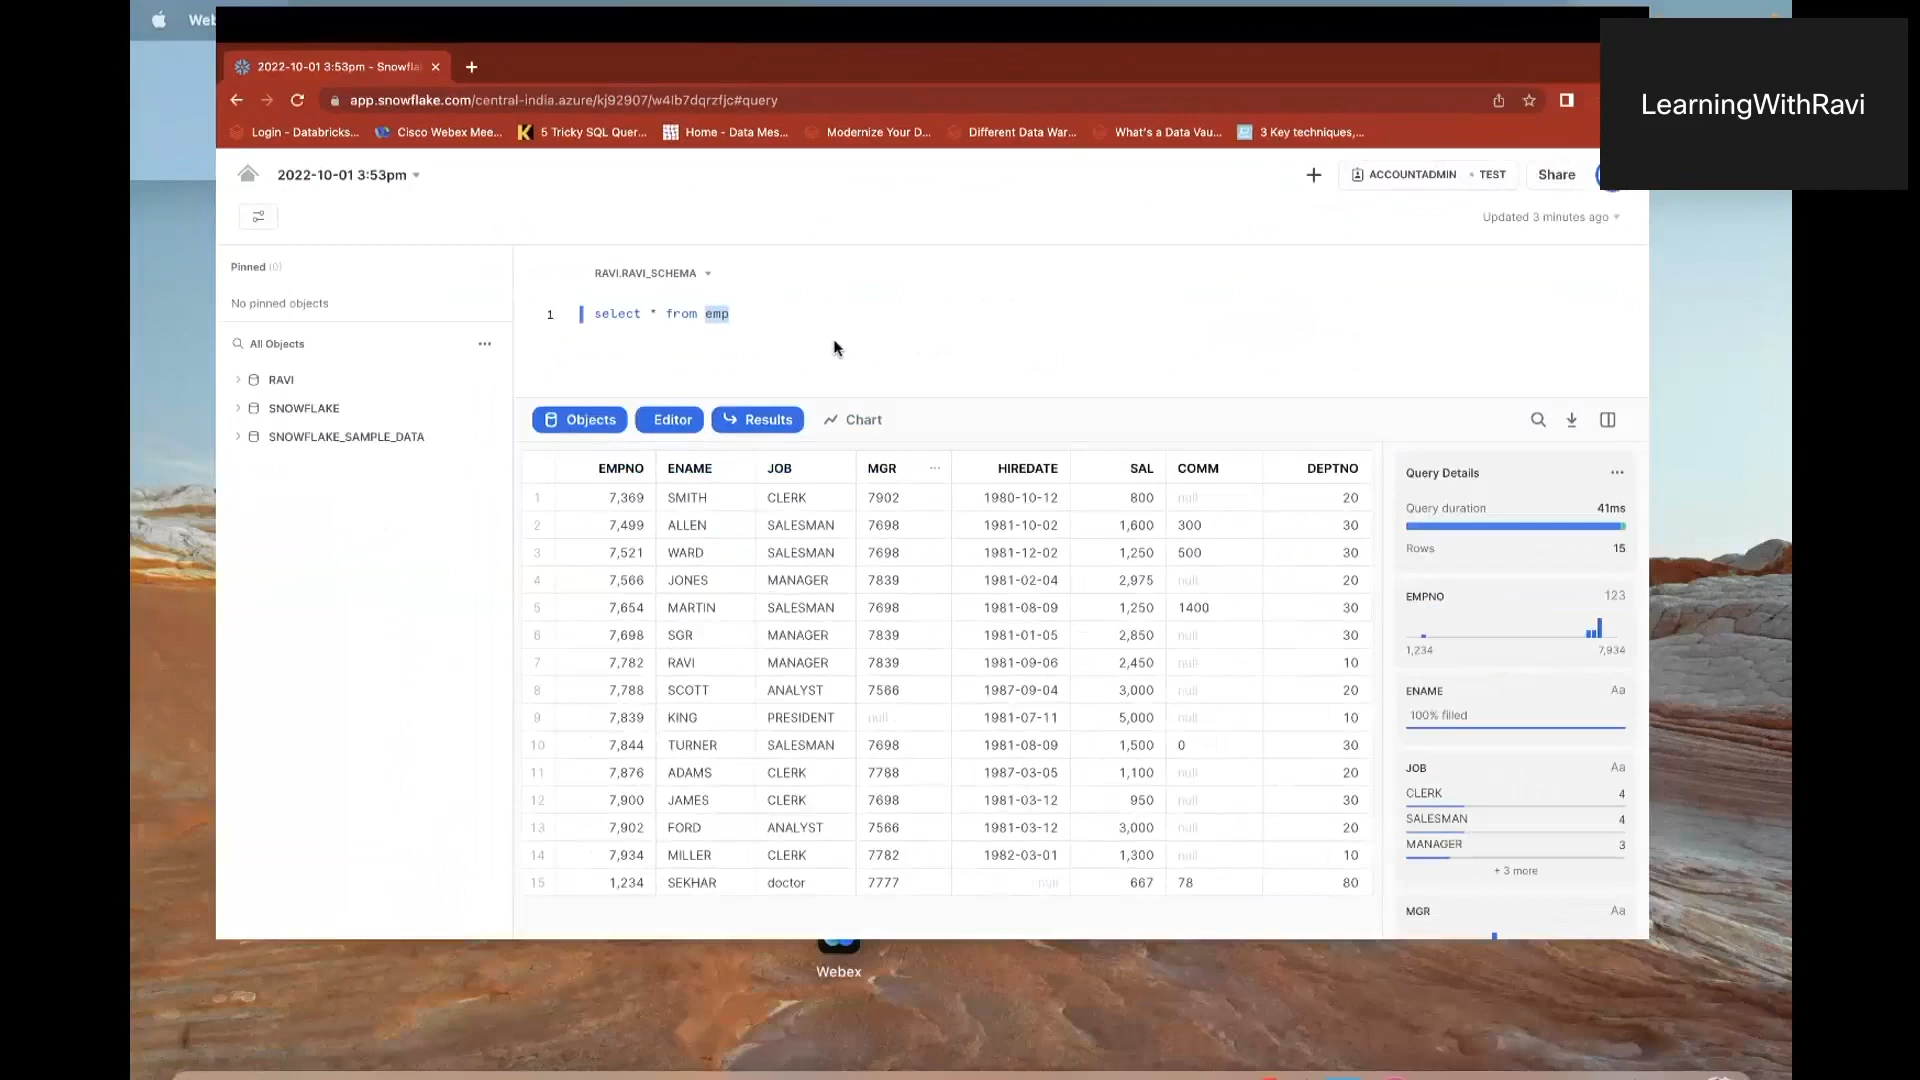 Web
2022-10-01 3:53pm - Snowfla
LearningWithRavi
app.snowflake.com/central-india.azure/kj92907/w4lb7dqrzfjc#query
Login - Databricks...
Cisco Webex Mee...
5 Tricky SQL Quer...
Home - Data Mes...
Modernize Your D...
Different Data War...
What's a Data Vau...
3 Key techniques,...
2022-10-01 3:53pm
ACCOUNTADMIN • TEST
Share
Updated 3 minutes ago
Pinned (0)
No pinned objects
All Objects
RAVI
SNOWFLAKE
SNOWFLAKE_SAMPLE_DATA
RAVI.RAVI_SCHEMA
1 select * from emp
Objects Editor Results Chart
EMPNO ENAME JOB MGR ... HIREDATE SAL COMM DEPTNO
1 7,369 SMITH CLERK 7902 1980-10-12 800 null 20
2 7,499 ALLEN SALESMAN 7698 1981-10-02 1,600 300 30
3 7,521 WARD SALESMAN 7698 1981-12-02 1,250 500 30
4 7,566 JONES MANAGER 7839 1981-02-04 2,975 null 20
5 7,654 MARTIN SALESMAN 7698 1981-08-09 1,250 1400 30
6 7,698 SGR MANAGER 7839 1981-01-05 2,850 null 30
7 7,782 RAVI MANAGER 7839 1981-09-06 2,450 null 10
8 7,788 SCOTT ANALYST 7566 1987-09-04 3,000 null 20
9 7,839 KING PRESIDENT null 1981-07-11 5,000 null 10
10 7,844 TURNER SALESMAN 7698 1981-08-09 1,500 0 30
11 7,876 ADAMS CLERK 7788 1987-03-05 1,100 null 20
12 7,900 JAMES CLERK 7698 1981-03-12 950 null 30
13 7,902 FORD ANALYST 7566 1981-03-12 3,000 null 20
14 7,934 MILLER CLERK 7782 1982-03-01 1,300 null 10
15 1,234 SEKHAR doctor 7777 null 667 78 80
Query Details ...
Query duration 41ms
Rows 15
EMPNO 123
1,234 7,934
ENAME Aa
100% filled
JOB Aa
CLERK 4
SALESMAN 4
MANAGER 3
+ 3 more
MGR Aa
Webex